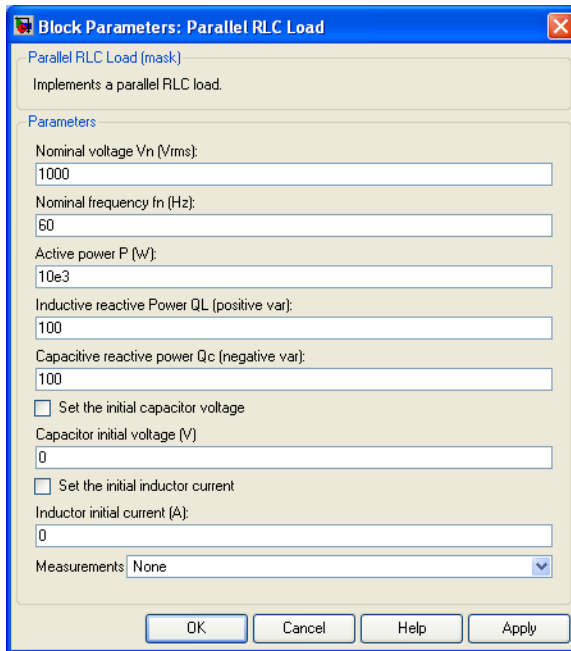 Block Parameters: Parallel RLC Load
Parallel RLC Load (mask)
Implements a parallel RLC load.
Parameters
Nominal voltage Vn (Vrms):
1000
Nominal frequency fn (Hz):
60
Active power P (W):
10e3
Inductive reactive Power QL (positive var):
100
Capacitive reactive power Qc (negative var):
100
Set the initial capacitor voltage
Capacitor initial voltage (V)
0
Set the initial inductor current
Inductor initial current (A):
0
Measurements None
OK Cancel Help Apply